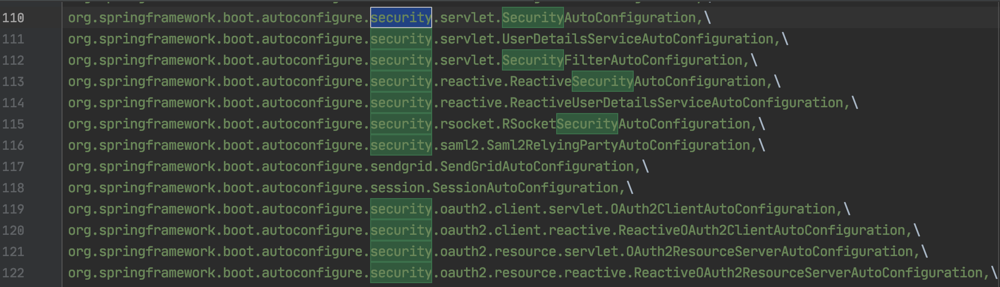 110 org.springframework.boot.autoconfigure.security.servlet.SecurityAutoConfiguration,\
111 org.springframework.boot.autoconfigure.security.servlet.UserDetailsServiceAutoConfiguration,\
112 org.springframework.boot.autoconfigure.security.servlet.SecurityFilterAutoConfiguration,\
113 org.springframework.boot.autoconfigure.security.reactive.ReactiveSecurityAutoConfiguration,\
114 org.springframework.boot.autoconfigure.security.reactive.ReactiveUserDetailsServiceAutoConfiguration,\
115 org.springframework.boot.autoconfigure.security.rsocket.RSocketSecurityAutoConfiguration,\
116 org.springframework.boot.autoconfigure.security.saml2.Saml2RelyingPartyAutoConfiguration,\
117 org.springframework.boot.autoconfigure.sendgrid.SendGridAutoConfiguration,\
118 org.springframework.boot.autoconfigure.session.SessionAutoConfiguration,\
119 org.springframework.boot.autoconfigure.security.oauth2.client.servlet.OAuth2ClientAutoConfiguration,\
120 org.springframework.boot.autoconfigure.security.oauth2.client.reactive.ReactiveOAuth2ClientAutoConfiguration,\
121 org.springframework.boot.autoconfigure.security.oauth2.resource.servlet.OAuth2ResourceServerAutoConfiguration,\
122 org.springframework.boot.autoconfigure.security.oauth2.resource.reactive.ReactiveOAuth2ResourceServerAutoConfiguration,\